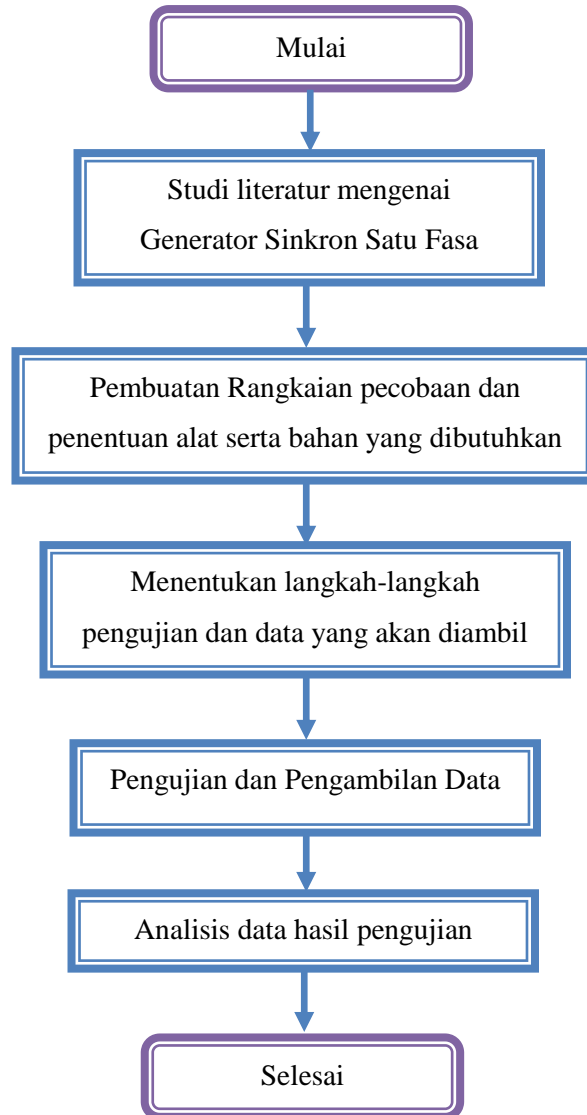 Mulai
Studi literatur mengenai
Generator Sinkron Satu Fasa
Pembuatan Rangkaian pecobaan dan
penentuan alat serta bahan yang dibutuhkan
Menentukan langkah-langkah
pengujian dan data yang akan diambil
Pengujian dan Pengambilan Data
Analisis data hasil pengujian
Selesai